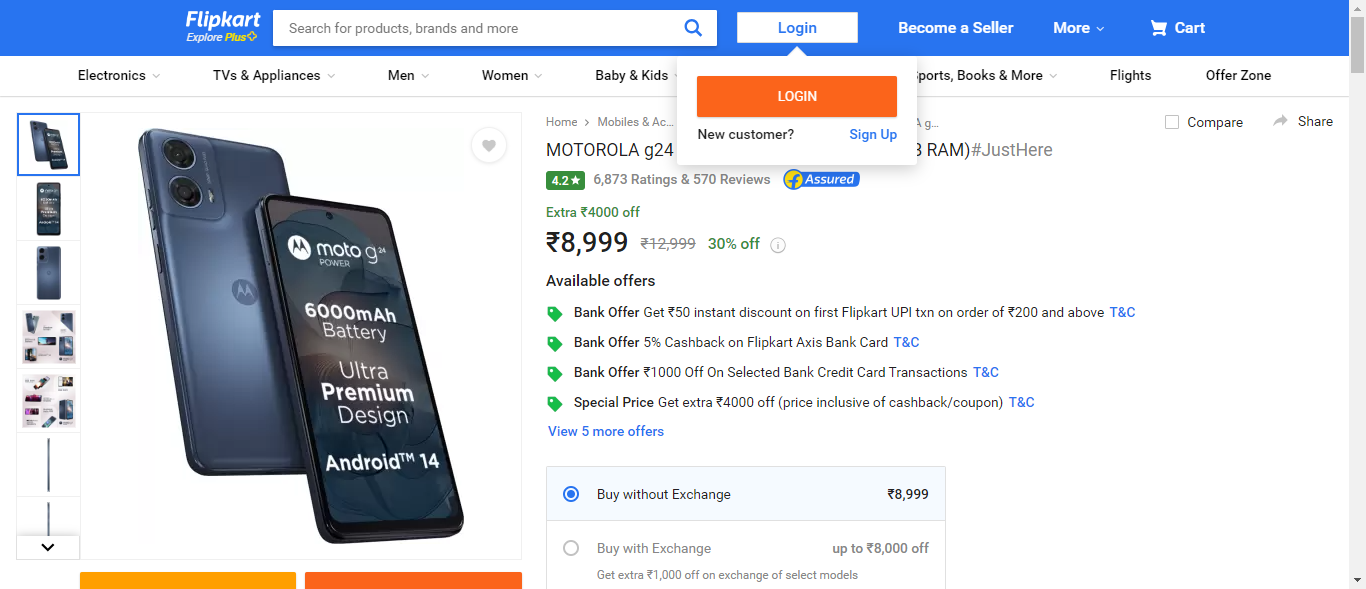 Flipkart
Explore Plus
Search for products, brands and more
Login
Become a Seller
More
Cart
Electronics
TVs & Appliances
Men
Women
Baby & Kids
Sports, Books & More
Flights
Offer Zone
LOGIN
New customer?
Sign Up
Home
Mobiles & Ac...
g...
Compare
Share
MOTOROLA g24
RAM)#JustHere
4.2★
6,873 Ratings & 570 Reviews
Assured
Extra ₹4000 off
₹8,999 ₹12,999 30% off
Available offers
Bank Offer Get ₹50 instant discount on first Flipkart UPI txn on order of ₹200 and above T&C
Bank Offer 5% Cashback on Flipkart Axis Bank Card T&C
Bank Offer ₹1000 Off On Selected Bank Credit Card Transactions T&C
Special Price Get extra ₹4000 off (price inclusive of cashback/coupon) T&C
View 5 more offers
Buy without Exchange ₹8,999
Buy with Exchange up to ₹8,000 off
Get extra ₹1,000 off on exchange of select models
moto g24
POWER
6000mAh
Battery
Ultra
Premium
Design
Android™ 14